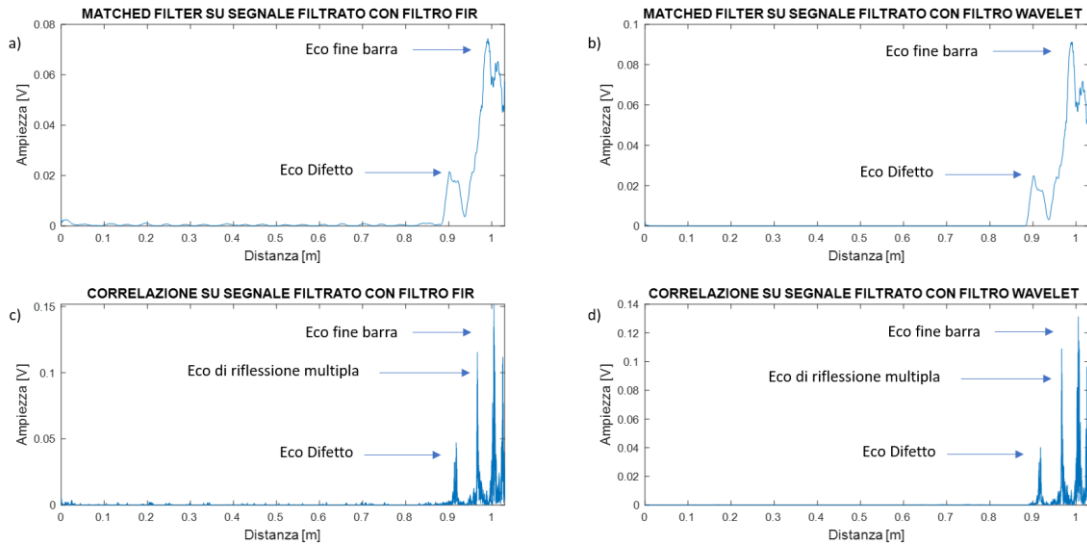 MATCHED FILTER SU SEGNALE FILTRATO CON FILTRO FIR
a)
0.08
0.06
0.04
0.02
0
Ampiezza [V]
Eco fine barra
Eco Difetto
0 0.1 0.2 0.3 0.4 0.5 0.6 0.7 0.8 0.9 1
Distanza [m]
MATCHED FILTER SU SEGNALE FILTRATO CON FILTRO WAVELET
b)
0.1
0.08
0.06
0.04
0.02
0
Ampiezza [V]
Eco fine barra
Eco Difetto
0 0.1 0.2 0.3 0.4 0.5 0.6 0.7 0.8 0.9 1
Distanza [m]
CORRELAZIONE SU SEGNALE FILTRATO CON FILTRO FIR
c)
0.15
0.1
0.05
0
Ampiezza [V]
Eco fine barra
Eco di riflessione multipla
Eco Difetto
0 0.1 0.2 0.3 0.4 0.5 0.6 0.7 0.8 0.9 1
Distanza [m]
CORRELAZIONE SU SEGNALE FILTRATO CON FILTRO WAVELET
d)
0.14
0.12
0.1
0.08
0.06
0.04
0.02
0
Ampiezza [V]
Eco fine barra
Eco di riflessione multipla
Eco Difetto
0 0.1 0.2 0.3 0.4 0.5 0.6 0.7 0.8 0.9 1
Distanza [m]